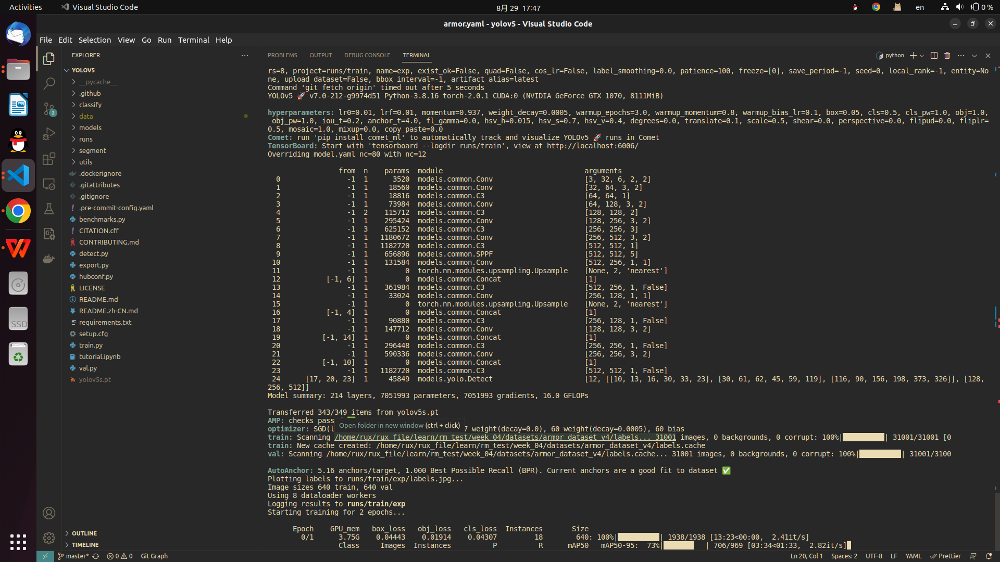 Activities
Visual Studio Code
8月 29 17:47
en
0 %
armor.yaml - yolov5 - Visual Studio Code
File Edit Selection View Go Run Terminal Help
EXPLORER
YOLOV5
__pycache__
.github
classify
data
models
runs
segment
utils
.dockerignore
.gitattributes
.gitignore
.pre-commit-config.yaml
benchmarks.py
CITATION.cff
CONTRIBUTING.md
detect.py
export.py
hubconf.py
LICENSE
README.md
README.zh-CN.md
requirements.txt
setup.cfg
train.py
tutorial.ipynb
val.py
yolov5s.pt
OUTLINE
TIMELINE
2
SSD
PROBLEMS OUTPUT DEBUG CONSOLE TERMINAL
python
rs=8, project=runs/train, name=exp, exist_ok=False, quad=False, cos_lr=False, label_smoothing=0.0, patience=100, freeze=[0], save_period=-1, seed=0, local_rank=-1, entity=No
ne, upload_dataset=False, bbox_interval=-1, artifact_alias=latest
Command 'git fetch origin' timed out after 5 seconds
YOLOv5 🚀 v7.0-212-g9974d51 Python-3.8.16 torch-2.0.1 CUDA:0 (NVIDIA GeForce GTX 1070, 8111MiB)
hyperparameters: lr0=0.01, lrf=0.01, momentum=0.937, weight_decay=0.0005, warmup_epochs=3.0, warmup_momentum=0.8, warmup_bias_lr=0.1, box=0.05, cls=0.5, cls_pw=1.0, obj=1.0,
obj_pw=1.0, iou_t=0.2, anchor_t=4.0, fl_gamma=0.0, hsv_h=0.015, hsv_s=0.7, hsv_v=0.4, degrees=0.0, translate=0.1, scale=0.5, shear=0.0, perspective=0.0, flipud=0.0, fliplr=
0.5, mosaic=1.0, mixup=0.0, copy_paste=0.0
Comet: run 'pip install comet_ml' to automatically track and visualize YOLOv5 🚀 runs in Comet
TensorBoard: Start with 'tensorboard --logdir runs/train', view at http://localhost:6006/
Overriding model.yaml nc=80 with nc=12
from n params module arguments
0 -1 1 3520 models.common.Conv [3, 32, 6, 2, 2]
1 -1 1 18560 models.common.Conv [32, 64, 3, 2]
2 -1 1 18816 models.common.C3 [64, 64, 1]
3 -1 1 73984 models.common.Conv [64, 128, 3, 2]
4 -1 2 115712 models.common.C3 [128, 128, 2]
5 -1 1 295424 models.common.Conv [128, 256, 3, 2]
6 -1 3 625152 models.common.C3 [256, 256, 3]
7 -1 1 1180672 models.common.Conv [256, 512, 3, 2]
8 -1 1 1182720 models.common.C3 [512, 512, 1]
9 -1 1 656896 models.common.SPPF [512, 512, 5]
10 -1 1 131584 models.common.Conv [512, 256, 1, 1]
11 -1 1 0 torch.nn.modules.upsampling.Upsample [None, 2, 'nearest']
12 [-1, 6] 1 0 models.common.Concat [1]
13 -1 1 361984 models.common.C3 [512, 256, 1, False]
14 -1 1 33024 models.common.Conv [256, 128, 1, 1]
15 -1 1 0 torch.nn.modules.upsampling.Upsample [None, 2, 'nearest']
16 [-1, 4] 1 0 models.common.Concat [1]
17 -1 1 90880 models.common.C3 [256, 128, 1, False]
18 -1 1 147712 models.common.Conv [128, 128, 3, 2]
19 [-1, 14] 1 0 models.common.Concat [1]
20 -1 1 296448 models.common.C3 [256, 256, 1, False]
21 -1 1 590336 models.common.Conv [256, 256, 3, 2]
22 [-1, 10] 1 0 models.common.Concat [1]
23 -1 1 1182720 models.common.C3 [512, 512, 1, False]
24 [17, 20, 23] 1 45849 models.yolo.Detect [12, [[10, 13, 16, 30, 33, 23], [30, 61, 62, 45, 59, 119], [116, 90, 156, 198, 373, 326]], [128,
256, 512]]
Model summary: 214 layers, 7051993 parameters, 7051993 gradients, 16.0 GFLOPs
Transferred 343/349 items from yolov5s.pt
AMP: checks pass
Open folder in new window (ctrl + click)
optimizer: SGD(l 7 weight(decay=0.0), 60 weight(decay=0.0005), 60 bias
train: Scanning /home/rux/rux_file/learn/rm_test/week_04/datasets/armor_dataset_v4/labels... 31001 images, 0 backgrounds, 0 corrupt: 100%|██████████| 31001/31001 [0
train: New cache created: /home/rux/rux_file/learn/rm_test/week_04/datasets/armor_dataset_v4/labels.cache
val: Scanning /home/rux/rux_file/learn/rm_test/week_04/datasets/armor_dataset_v4/labels.cache... 31001 images, 0 backgrounds, 0 corrupt: 100%|██████████| 31001/3100
AutoAnchor: 5.16 anchors/target, 1.000 Best Possible Recall (BPR). Current anchors are a good fit to dataset ✅
Plotting labels to runs/train/exp/labels.jpg...
Image sizes 640 train, 640 val
Using 8 dataloader workers
Logging results to runs/train/exp
Starting training for 2 epochs...
Epoch GPU_mem box_loss obj_loss cls_loss Instances Size
0/1 3.75G 0.04443 0.01914 0.04307 18 640: 100%|██████████| 1938/1938 [13:23<00:00, 2.41it/s]
Class Images Instances P R mAP50 mAP50-95: 73%|███████ | 706/969 [03:34<01:33, 2.82it/s]
master* 0 0 Git Graph
Ln 20, Col 1 Spaces: 2 UTF-8 LF YAML Prettier